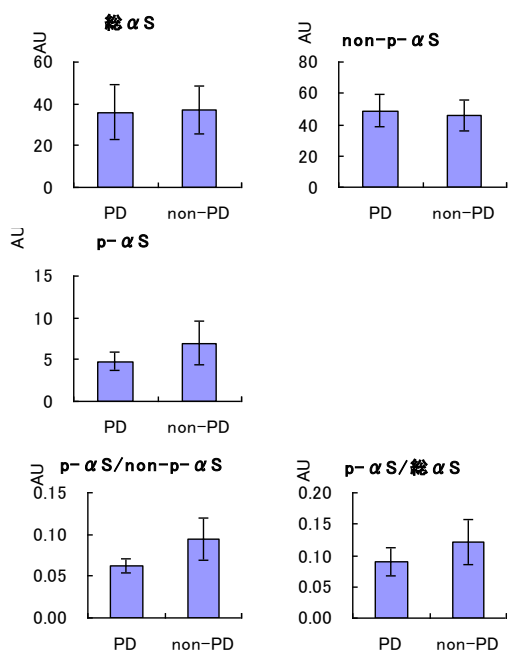 総αS
AU
60
40
20
0
PD non-PD
non-p-αS
AU
80
60
40
20
0
PD non-PD
p-αS
AU
15
10
5
0
PD non-PD
p-αS/non-p-αS
AU
0.15
0.10
0.05
0.00
PD non-PD
p-αS/総αS
AU
0.20
0.15
0.10
0.05
0.00
PD non-PD